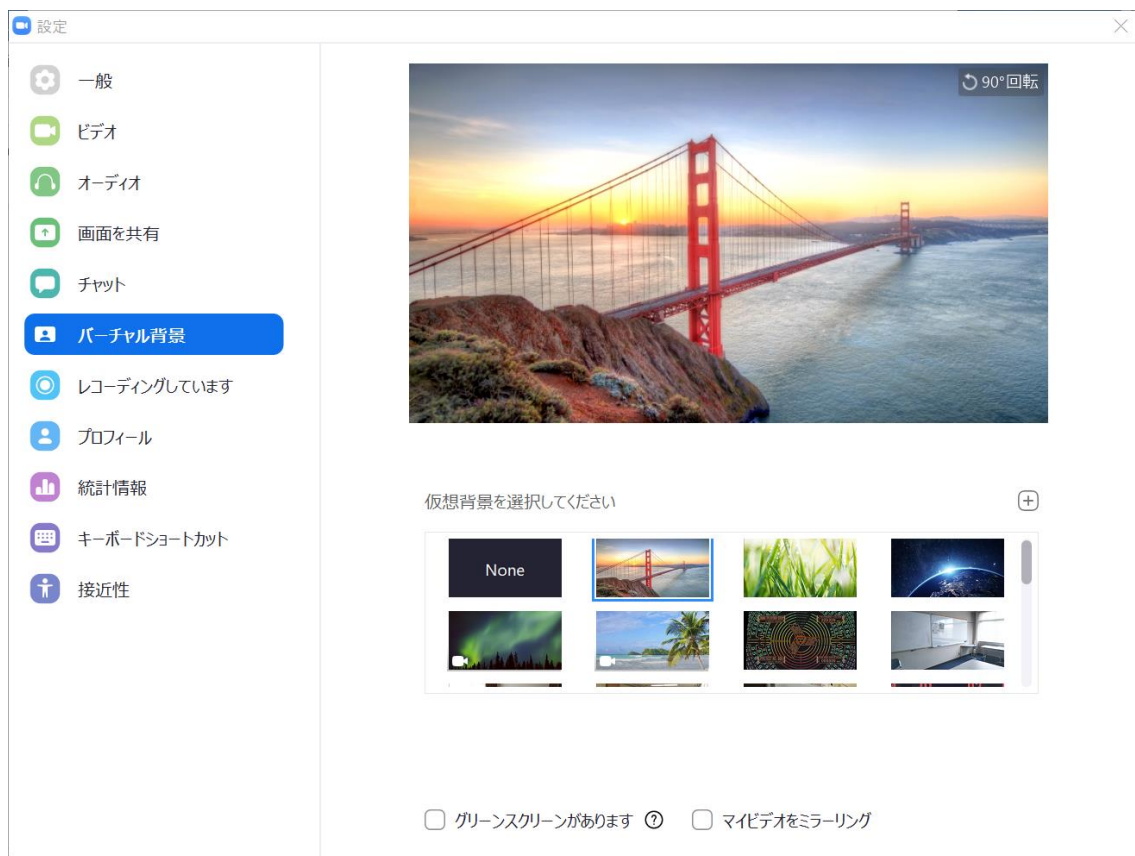 設定
一般
ビデオ
オーディオ
画面を共有
チャット
バーチャル背景
レコーディングしています
プロフィール
統計情報
キーボードショートカット
接近性
90°回転
仮想背景を選択してください
None
グリーンスクリーンがあります
マイビデオをミラーリング